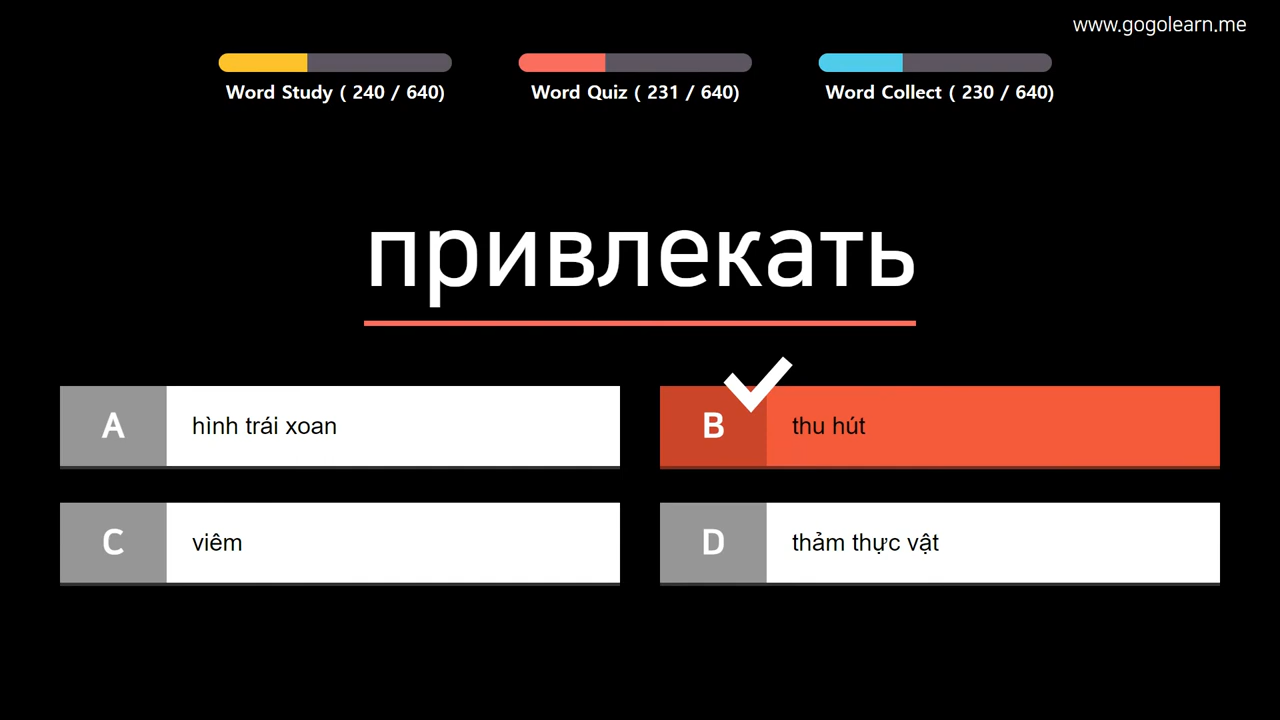 www.gogolearn.me
Word Study ( 240 / 640)
Word Quiz ( 231 / 640)
Word Collect ( 230 / 640)
привлекать
A hình trái xoan
B thu hút
C viêm
D thảm thực vật